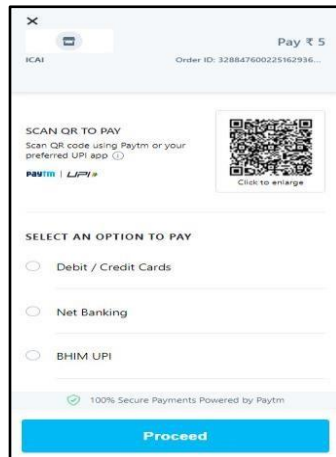 ×
Pay ₹ 5
ICAI
Order ID: 328847600225162936...
SCAN QR TO PAY
Scan QR code using Paytm or your
preferred UPI app ⓘ
paytm | UPI
Click to enlarge
SELECT AN OPTION TO PAY
Debit / Credit Cards
Net Banking
BHIM UPI
100% Secure Payments Powered by Paytm
Proceed